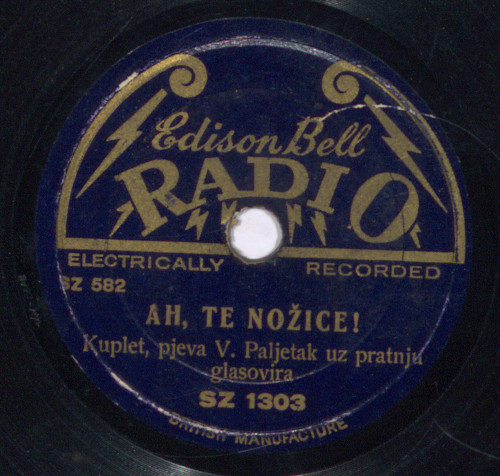 Edison Bell
RADIO
ELECTRICALLY RECORDED
SZ 582
AH, TE NOŽICE!
Kuplet, pjeva V. Paljetak uz pratnju
glasovira
SZ 1303
BRITISH MANUFACTURE